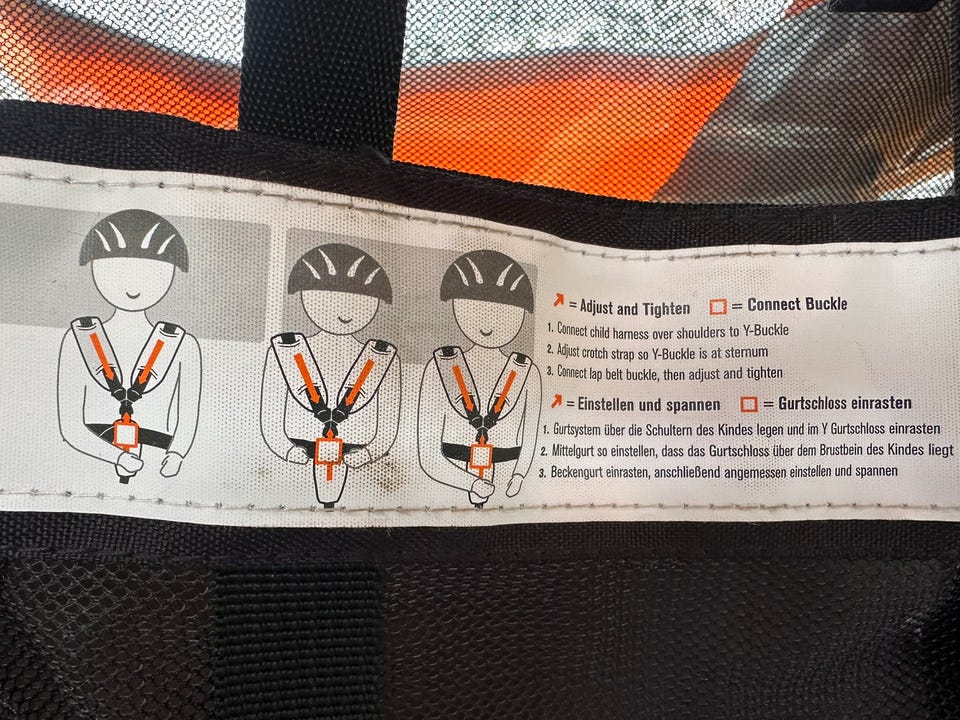 = Adjust and Tighten = Connect Buckle
1. Connect child harness over shoulders to Y-Buckle
2. Adjust crotch strap so Y-Buckle is at sternum
3. Connect lap belt buckle, then adjust and tighten
= Einstellen und spannen = Gurtschloss einrasten
1. Gurtsystem über die Schultern des Kindes legen und im Y Gurtschloss einrasten
2. Mittelgurt so einstellen, dass das Gurtschloss über dem Brustbein des Kindes liegt
3. Beckengurt einrasten, anschließend angemessen einstellen und spannen